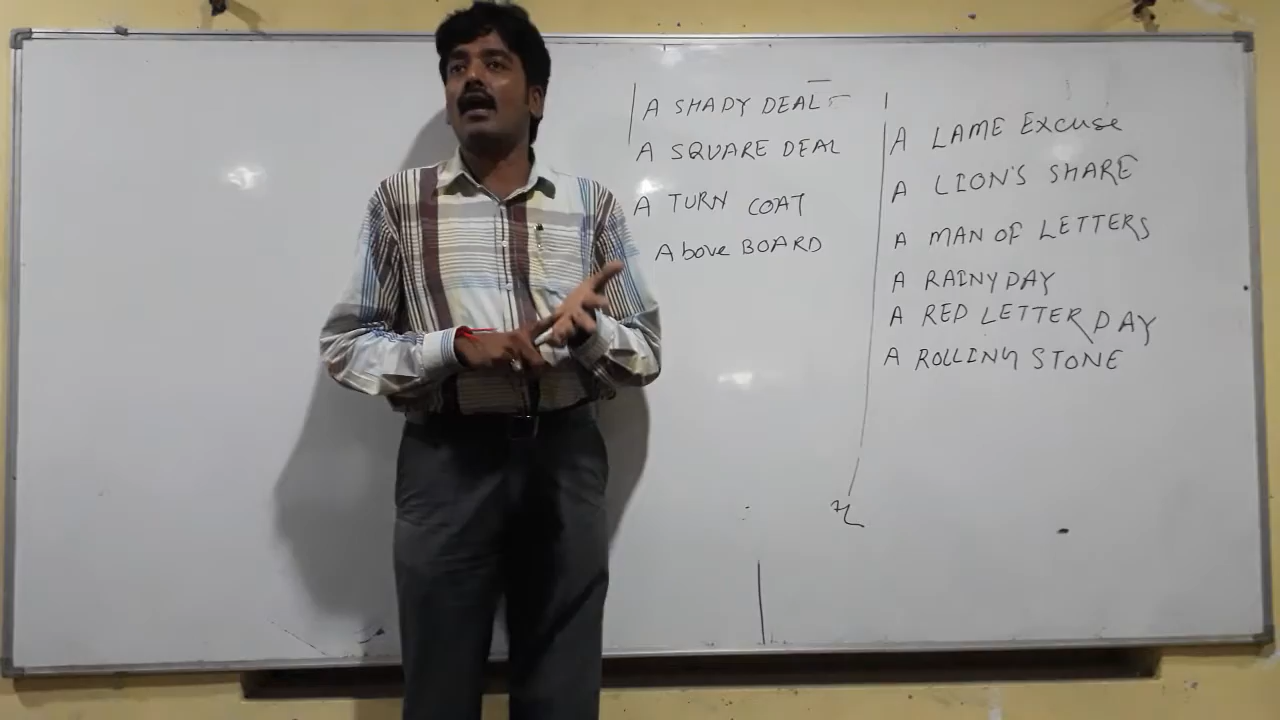 A SHADY DEAL
A SQUARE DEAL
A TURN COAT
Above BOARD
A LAME Excuse
A LION'S SHARE
A MAN OF LETTERS
A RAINY DAY
A RED LETTER DAY
A ROLLING STONE